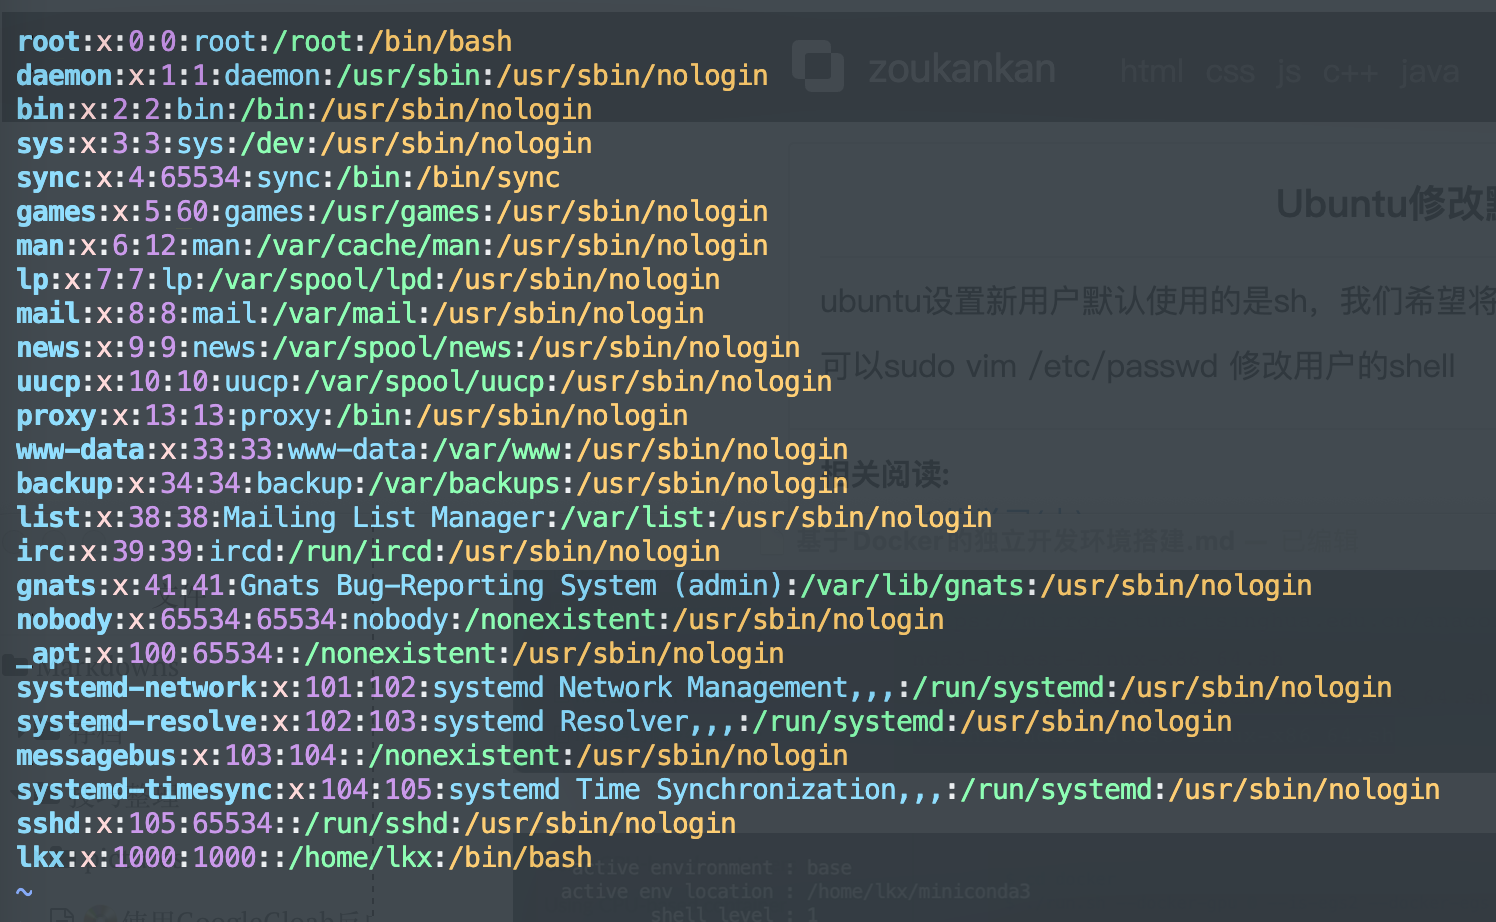 root:x:0:0:root:/root:/bin/bash
daemon:x:1:1:daemon:/usr/sbin:/usr/sbin/nologin
bin:x:2:2:bin:/bin:/usr/sbin/nologin
sys:x:3:3:sys:/dev:/usr/sbin/nologin
sync:x:4:65534:sync:/bin:/bin/sync
games:x:5:60:games:/usr/games:/usr/sbin/nologin
man:x:6:12:man:/var/cache/man:/usr/sbin/nologin
lp:x:7:7:lp:/var/spool/lpd:/usr/sbin/nologin
mail:x:8:8:mail:/var/mail:/usr/sbin/nologin
news:x:9:9:news:/var/spool/news:/usr/sbin/nologin
uucp:x:10:10:uucp:/var/spool/uucp:/usr/sbin/nologin
proxy:x:13:13:proxy:/bin:/usr/sbin/nologin
www-data:x:33:33:www-data:/var/www:/usr/sbin/nologin
backup:x:34:34:backup:/var/backups:/usr/sbin/nologin
list:x:38:38:Mailing List Manager:/var/list:/usr/sbin/nologin
irc:x:39:39:ircd:/run/ircd:/usr/sbin/nologin
gnats:x:41:41:Gnats Bug-Reporting System (admin):/var/lib/gnats:/usr/sbin/nologin
nobody:x:65534:65534:nobody:/nonexistent:/usr/sbin/nologin
_apt:x:100:65534::/nonexistent:/usr/sbin/nologin
systemd-network:x:101:102:systemd Network Management,,,:/run/systemd:/usr/sbin/nologin
systemd-resolve:x:102:103:systemd Resolver,,,:/run/systemd:/usr/sbin/nologin
messagebus:x:103:104::/nonexistent:/usr/sbin/nologin
systemd-timesync:x:104:105:systemd Time Synchronization,,,:/run/systemd:/usr/sbin/nologin
sshd:x:105:65534::/run/sshd:/usr/sbin/nologin
lkx:x:1000:1000::/home/lkx:/bin/bash
~
zoukankan html css js c++ java
Ubuntu修改
ubuntu设置新用户默认使用的是sh，我们希望将
可以sudo vim /etc/passwd 修改用户的shell
相关阅读:
基于Docker的独立开发环境搭建.md
Markdowns
active environment : base
active env location : /home/lkx/miniconda3
shell level : 1